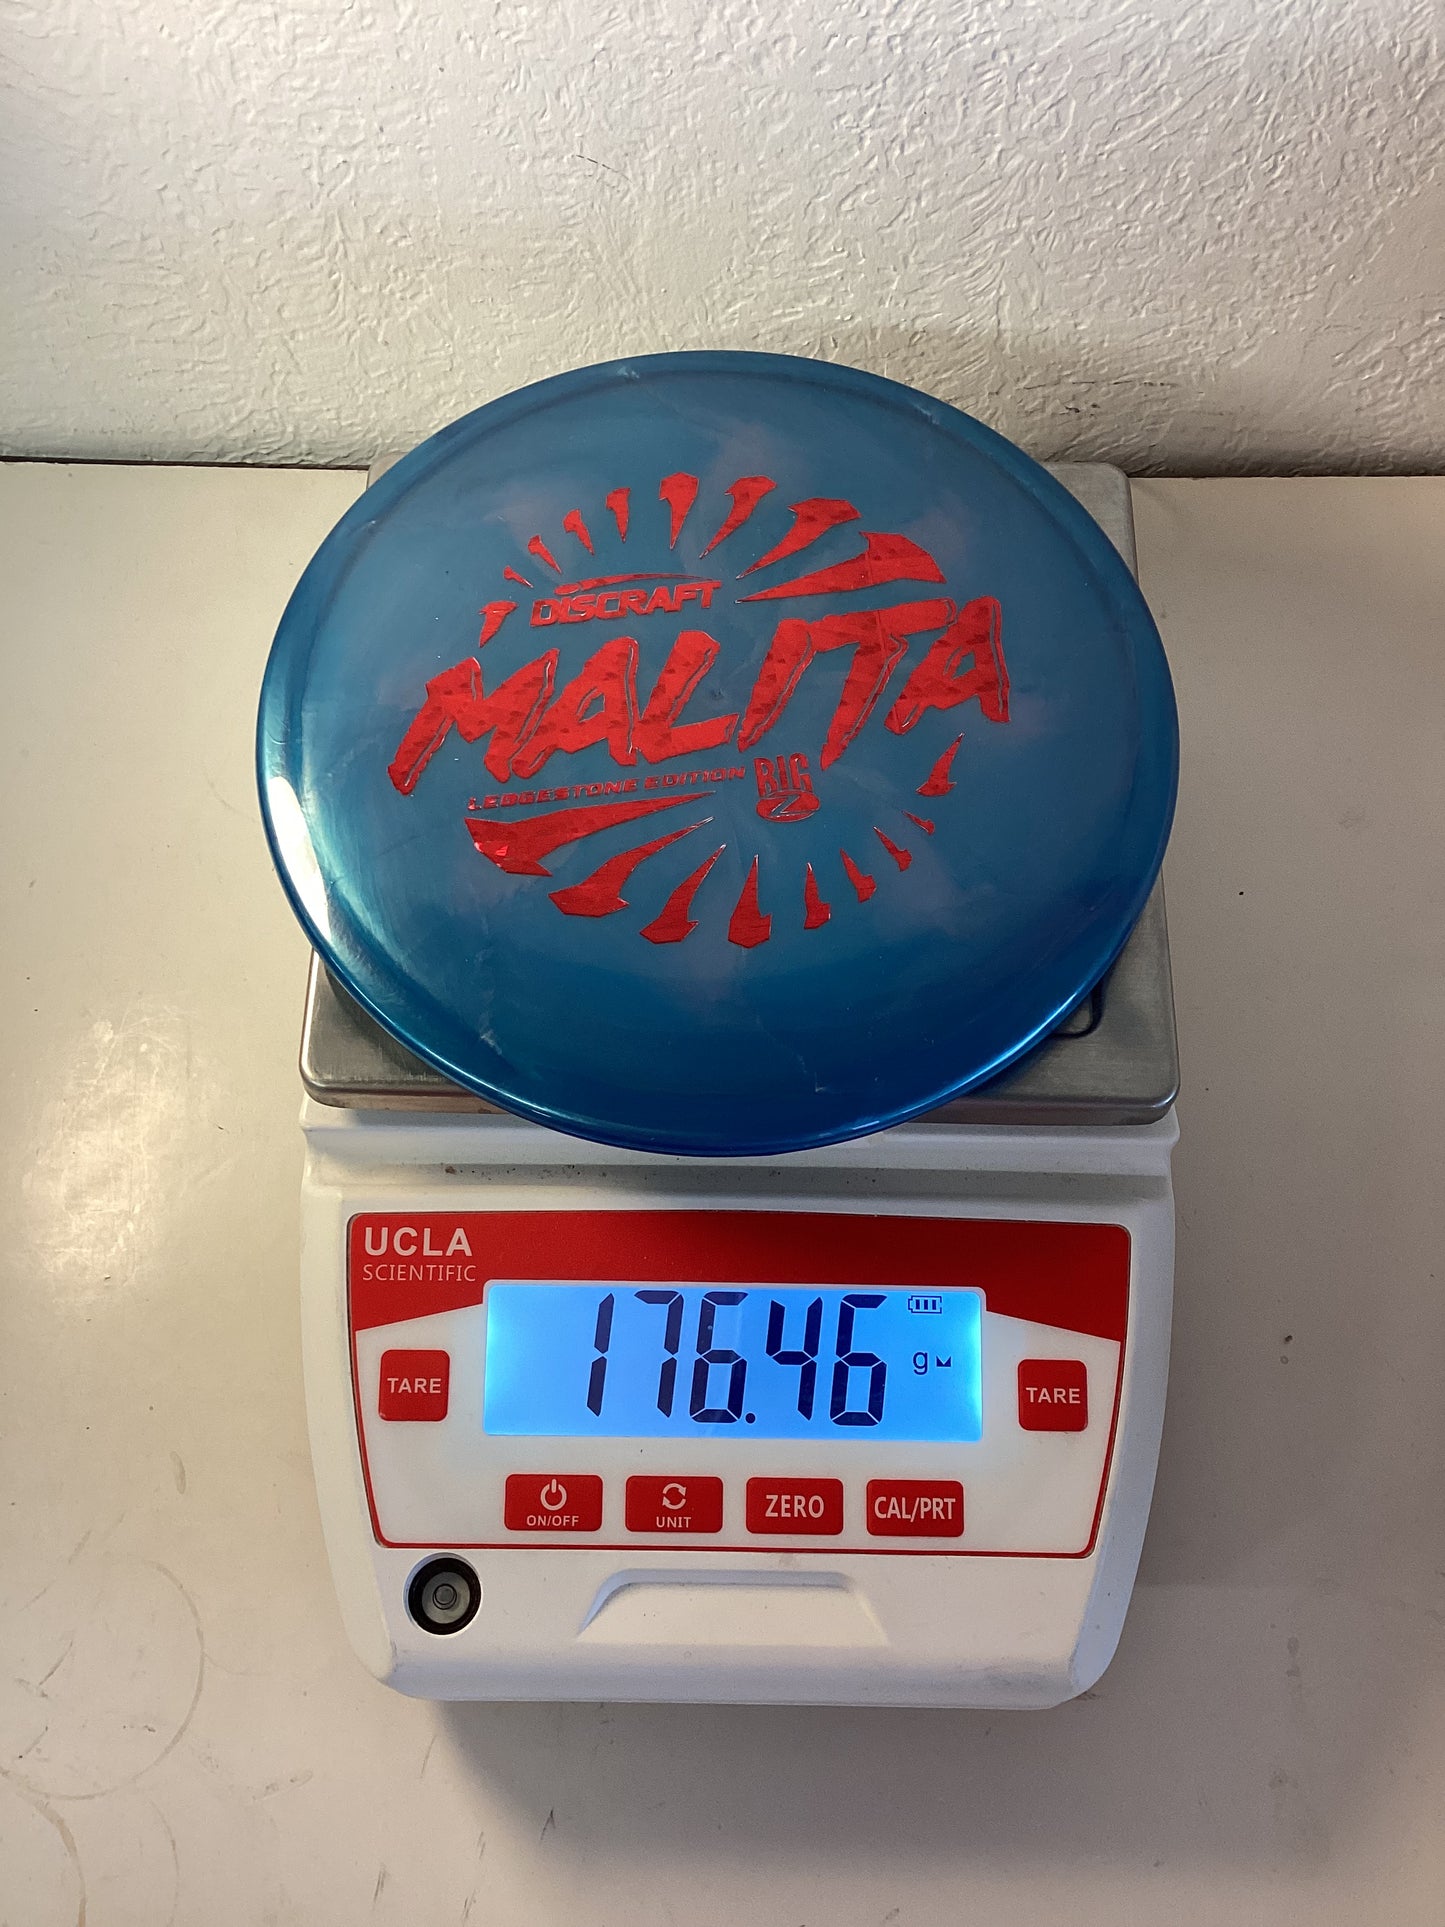 DISCRAFT
MALITA
LEDGESTONE EDITION BIG
Z
UCLA
SCIENTIFIC
176.46 g
TARE
TARE
ON/OFF
UNIT
ZERO
CAL/PRT